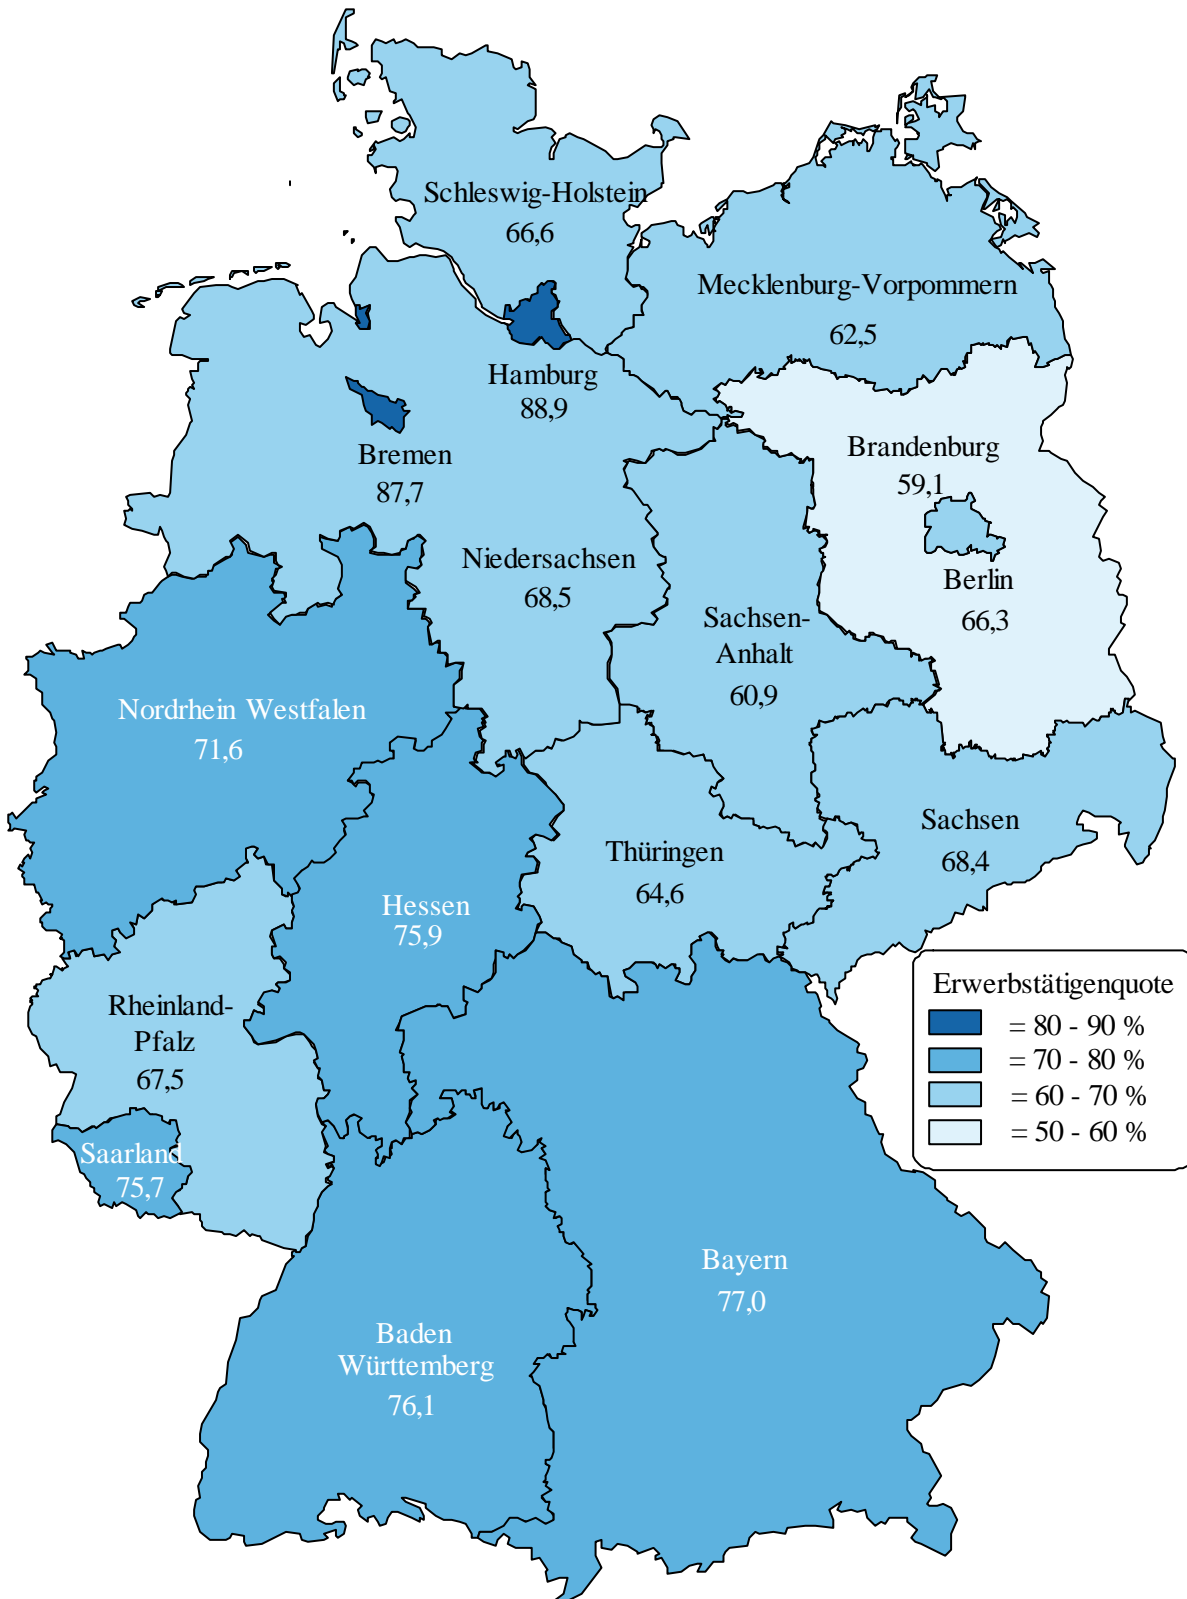 Schleswig-Holstein
66,6
Mecklenburg-Vorpommern
62,5
Hamburg
88,9
Bremen
87,7
Brandenburg
59,1
Niedersachsen
68,5
Berlin
66,3
Sachsen-
Anhalt
60,9
Nordrhein Westfalen
71,6
Sachsen
68,4
Thüringen
64,6
Hessen
75,9
Rheinland-
Pfalz
67,5
Saarland
75,7
Bayern
77,0
Baden
Württemberg
76,1
Erwerbstätigenquote
= 80 - 90 %
= 70 - 80 %
= 60 - 70 %
= 50 - 60 %